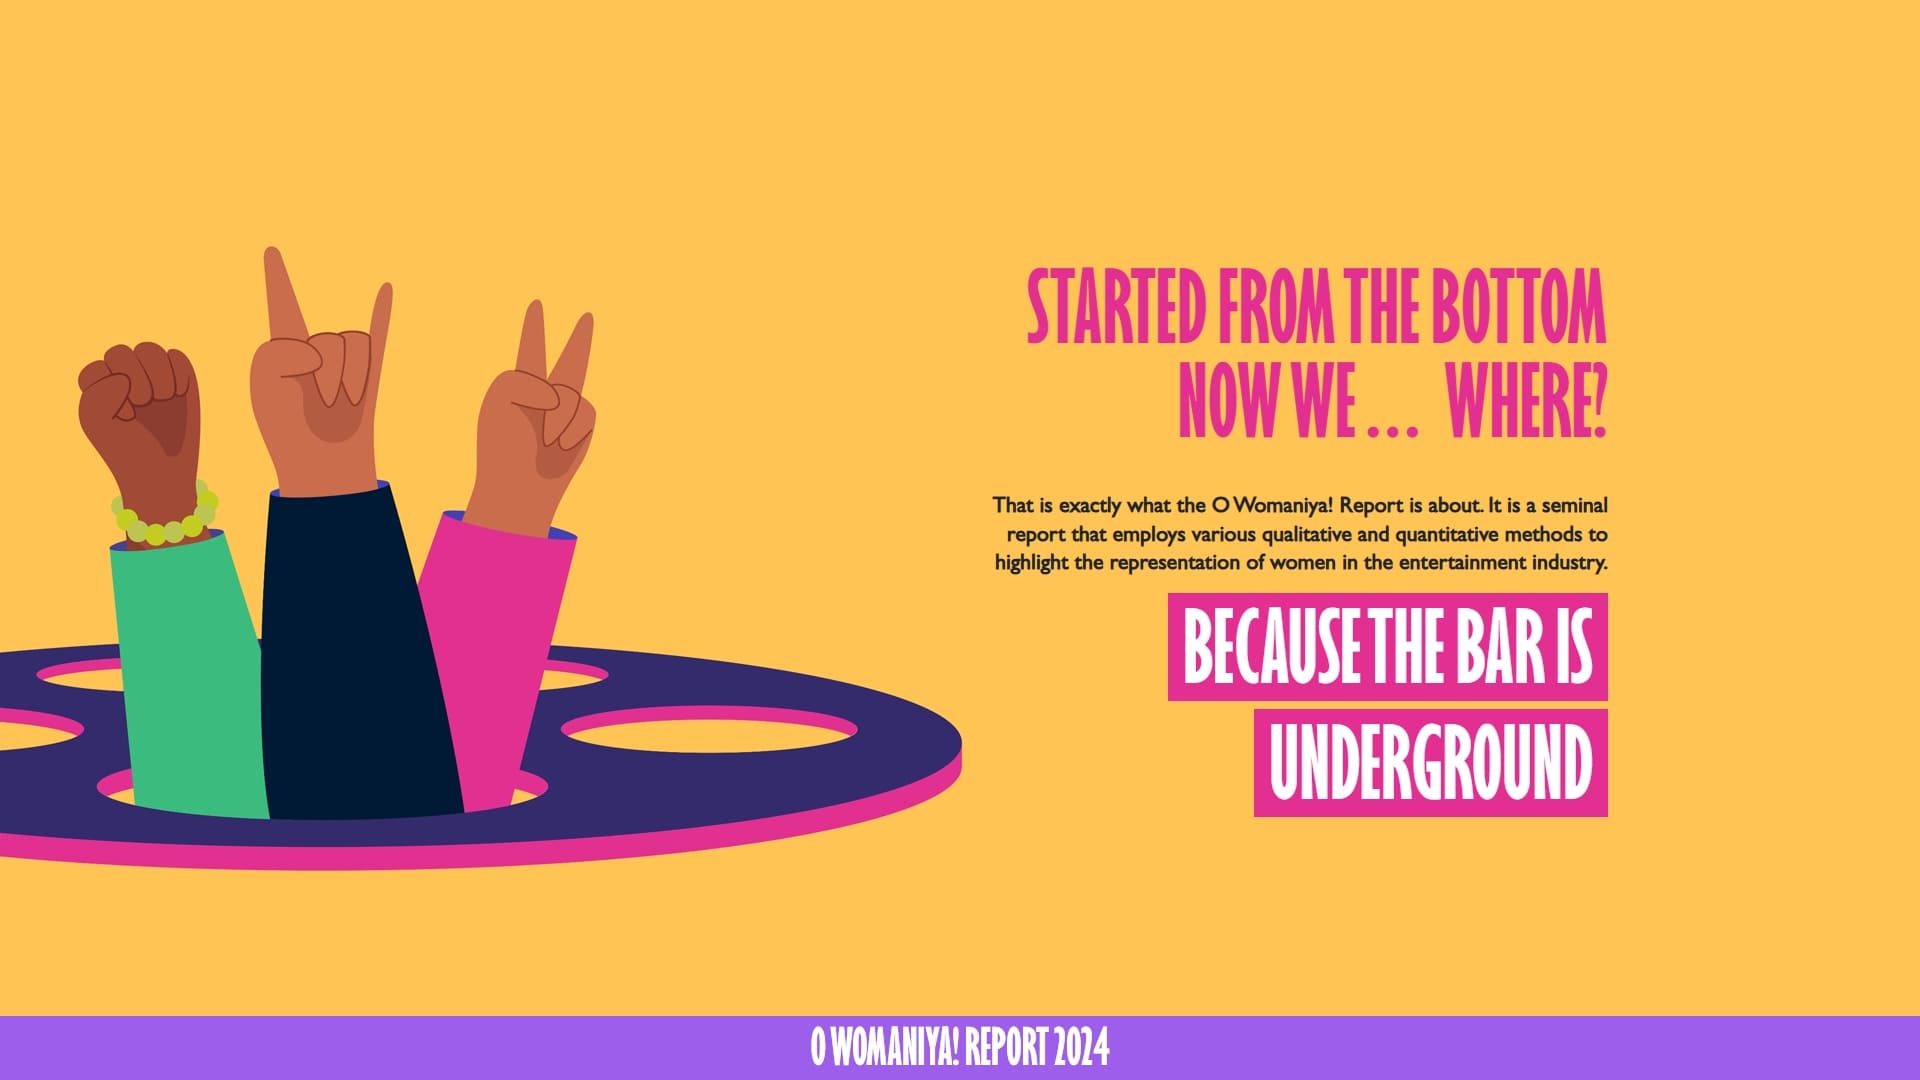 STARTED FROM THE BOTTOM
NOW WE ... WHERE?
That is exactly what the O Womaniya! Report is about. It is a seminal
report that employs various qualitative and quantitative methods to
highlight the representation of women in the entertainment industry.
BECAUSE THE BAR IS
UNDERGROUND
O WOMANIYA! REPORT 2024